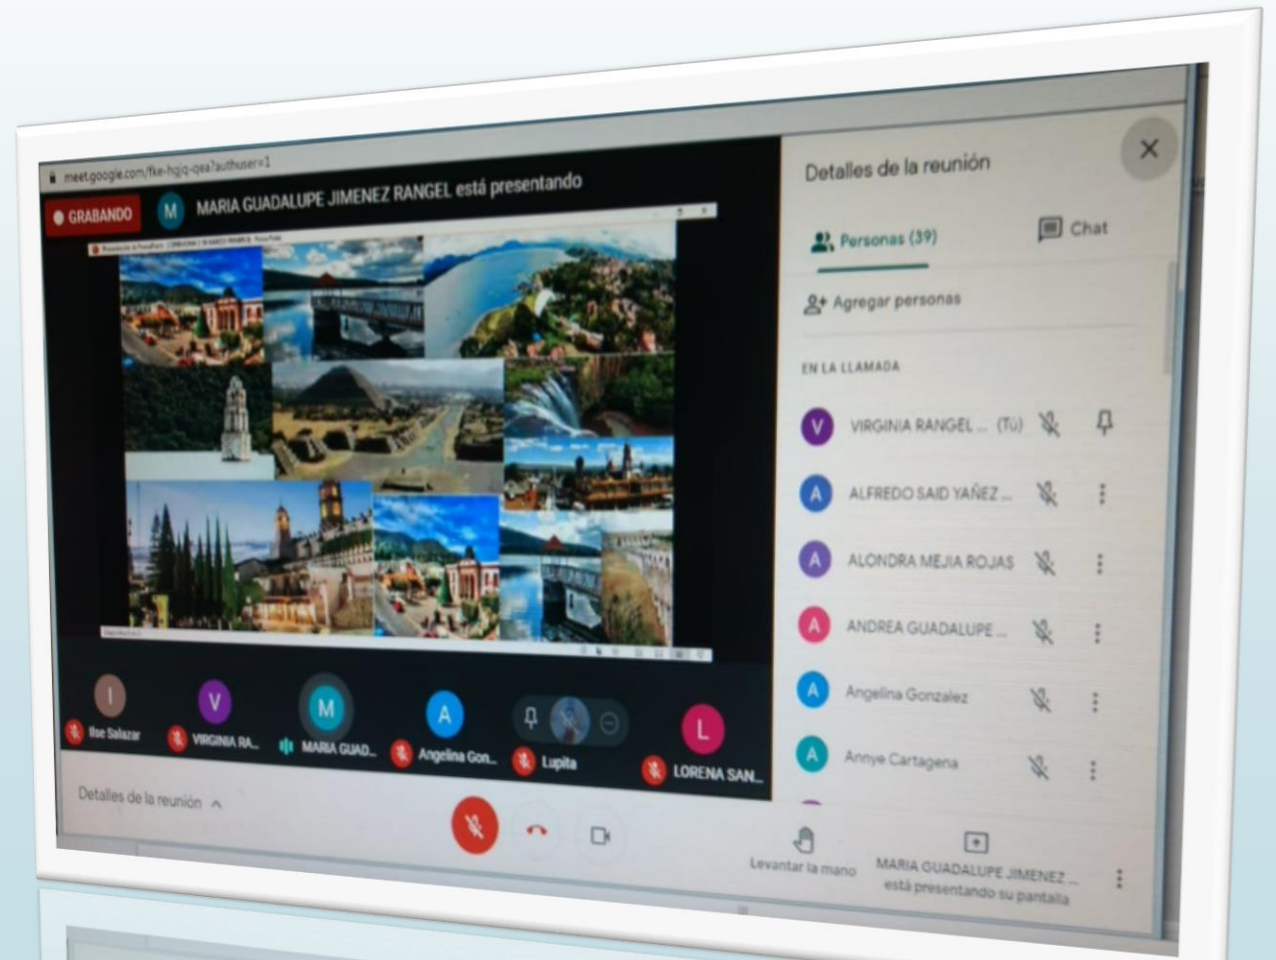 meet.google.com/fke-hgjq-qea?authuser=1
GRABANDO
M
MARIA GUADALUPE JIMENEZ RANGEL está presentando
I
Ilse Salazar
V
VIRGINIA RA...
M
MARIA GUAD...
A
Angelina Gon...
Lupita
L
LORENA SAN...
Detalles de la reunión
Detalles de la reunión
Personas (39)
Chat
Agregar personas
EN LA LLAMADA
V VIRGINIA RANGEL ... (Tú)
A ALFREDO SAID YAÑEZ ...
A ALONDRA MEJIA ROJAS
A ANDREA GUADALUPE ...
A Angelina Gonzalez
A Annye Cartagena
Levantar la mano
MARIA GUADALUPE JIMENEZ ...
está presentando su pantalla